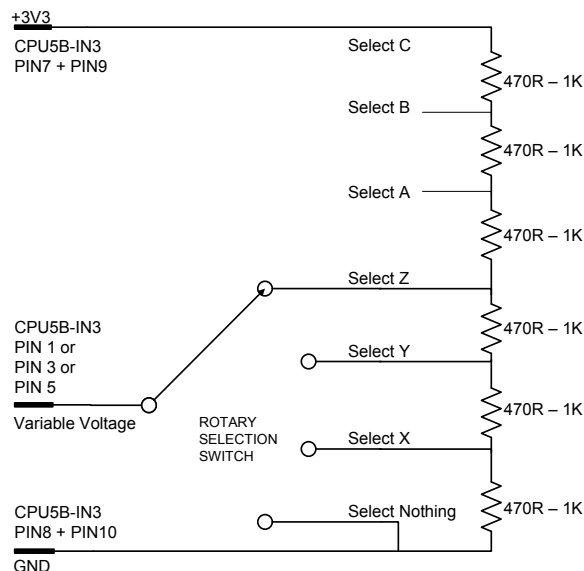 +3V3
CPU5B-IN3
PIN7 + PIN9
Select C
470R – 1K
Select B
470R – 1K
Select A
470R – 1K
Select Z
CPU5B-IN3
PIN 1 or
PIN 3 or
PIN 5
470R – 1K
Select Y
Variable Voltage
ROTARY
SELECTION
SWITCH
470R – 1K
Select X
CPU5B-IN3
PIN8 + PIN10
Select Nothing
470R – 1K
GND